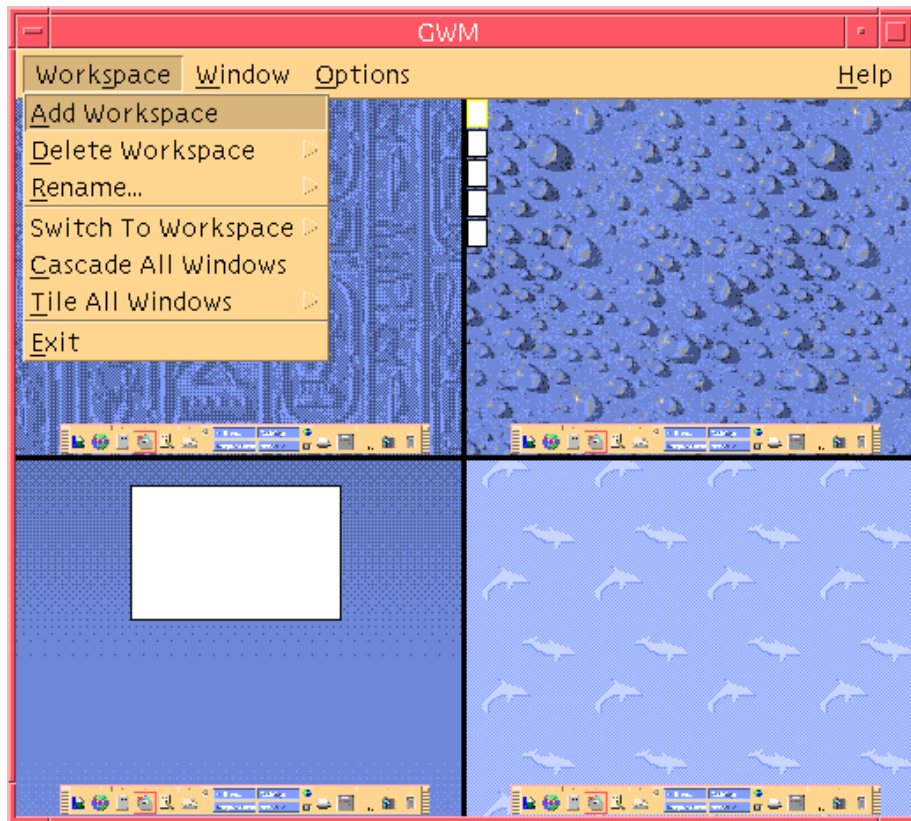 GWM
Workspace Window Options Help
Add Workspace
Delete Workspace
Rename...
Switch To Workspace
Cascade All Windows
Tile All Windows
Exit